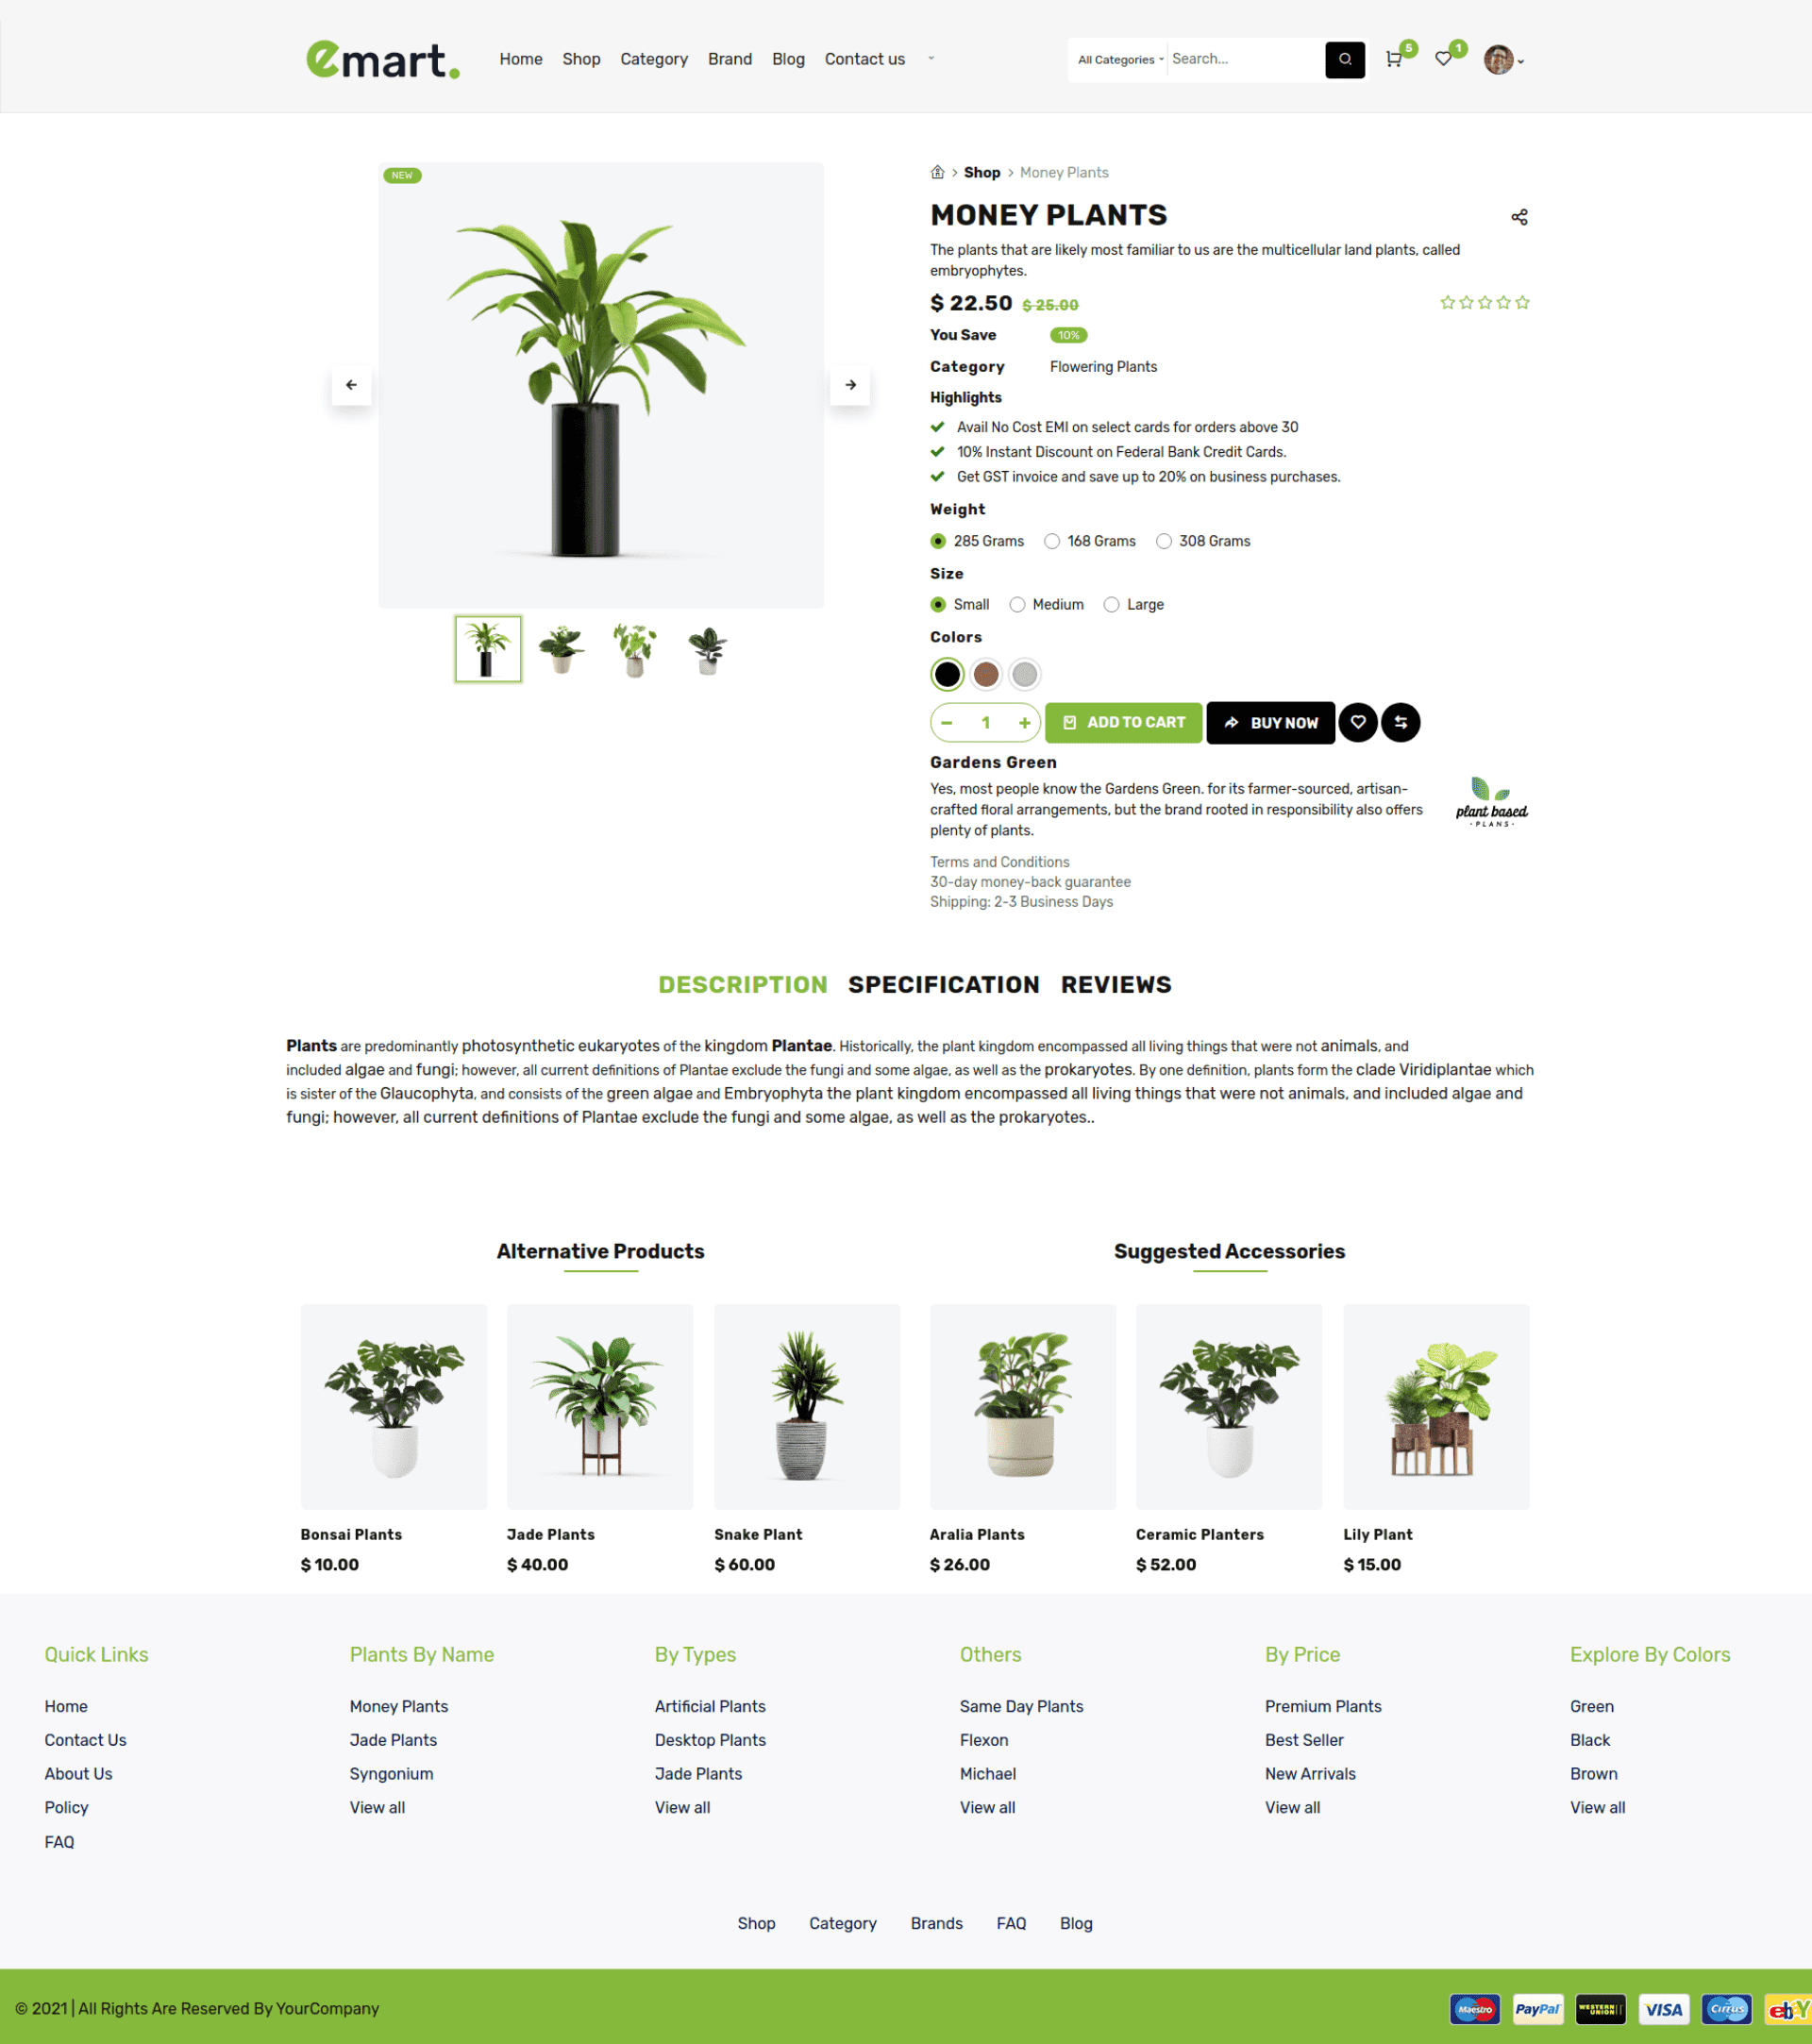 emart.
Home Shop Category Brand Blog Contact us
All Categories Search...
5
1
NEW
Shop Money Plants
MONEY PLANTS
The plants that are likely most familiar to us are the multicellular land plants, called
embryophytes.
$ 22.50 $ 25.00
You Save 10%
Category Flowering Plants
Highlights
Avail No Cost EMI on select cards for orders above 30
10% Instant Discount on Federal Bank Credit Cards.
Get GST invoice and save up to 20% on business purchases.
Weight
285 Grams 168 Grams 308 Grams
Size
Small Medium Large
Colors
− 1 + ADD TO CART BUY NOW
Gardens Green
Yes, most people know the Gardens Green. for its farmer-sourced, artisan-
crafted floral arrangements, but the brand rooted in responsibility also offers
plenty of plants.
plant based
· PLANS ·
Terms and Conditions
30-day money-back guarantee
Shipping: 2-3 Business Days
DESCRIPTION SPECIFICATION REVIEWS
Plants are predominantly photosynthetic eukaryotes of the kingdom Plantae. Historically, the plant kingdom encompassed all living things that were not animals, and
included algae and fungi; however, all current definitions of Plantae exclude the fungi and some algae, as well as the prokaryotes. By one definition, plants form the clade Viridiplantae which
is sister of the Glaucophyta, and consists of the green algae and Embryophyta the plant kingdom encompassed all living things that were not animals, and included algae and
fungi; however, all current definitions of Plantae exclude the fungi and some algae, as well as the prokaryotes..
Alternative Products
Suggested Accessories
Bonsai Plants Jade Plants Snake Plant Aralia Plants Ceramic Planters Lily Plant
$ 10.00 $ 40.00 $ 60.00 $ 26.00 $ 52.00 $ 15.00
Quick Links Plants By Name By Types Others By Price Explore By Colors
Home Money Plants Artificial Plants Same Day Plants Premium Plants Green
Contact Us Jade Plants Desktop Plants Flexon Best Seller Black
About Us Syngonium Jade Plants Michael New Arrivals Brown
Policy View all View all View all View all View all
FAQ
Shop Category Brands FAQ Blog
© 2021 | All Rights Are Reserved By YourCompany
Maestro PayPal WESTERN UNION VISA Cirrus ebY